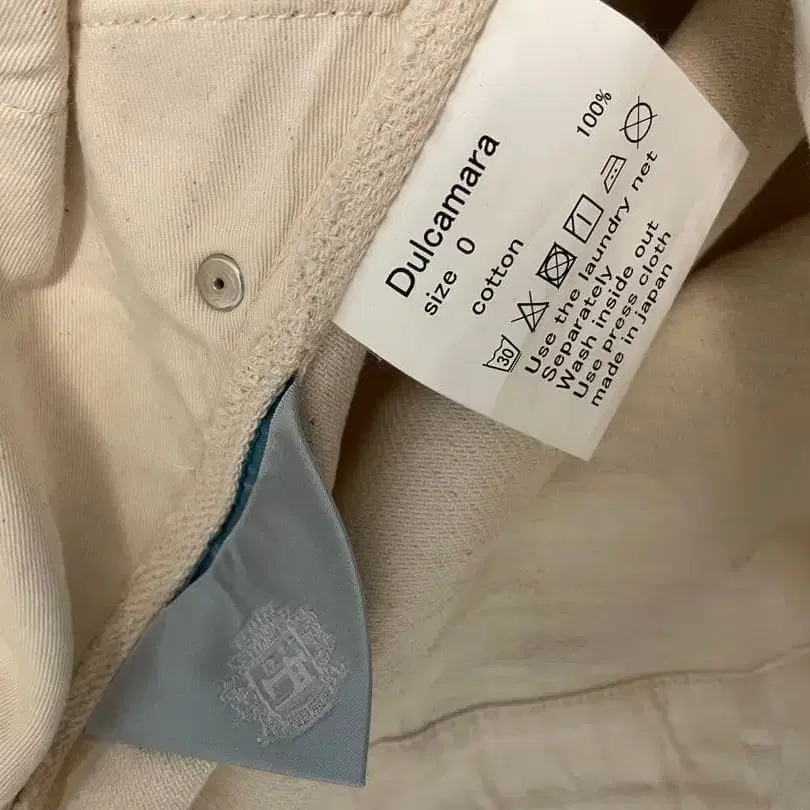 Dulcamara
size 0
cotton 100%
30
Use the laundry net
Separately
Wash inside out
Use press cloth
made in japan